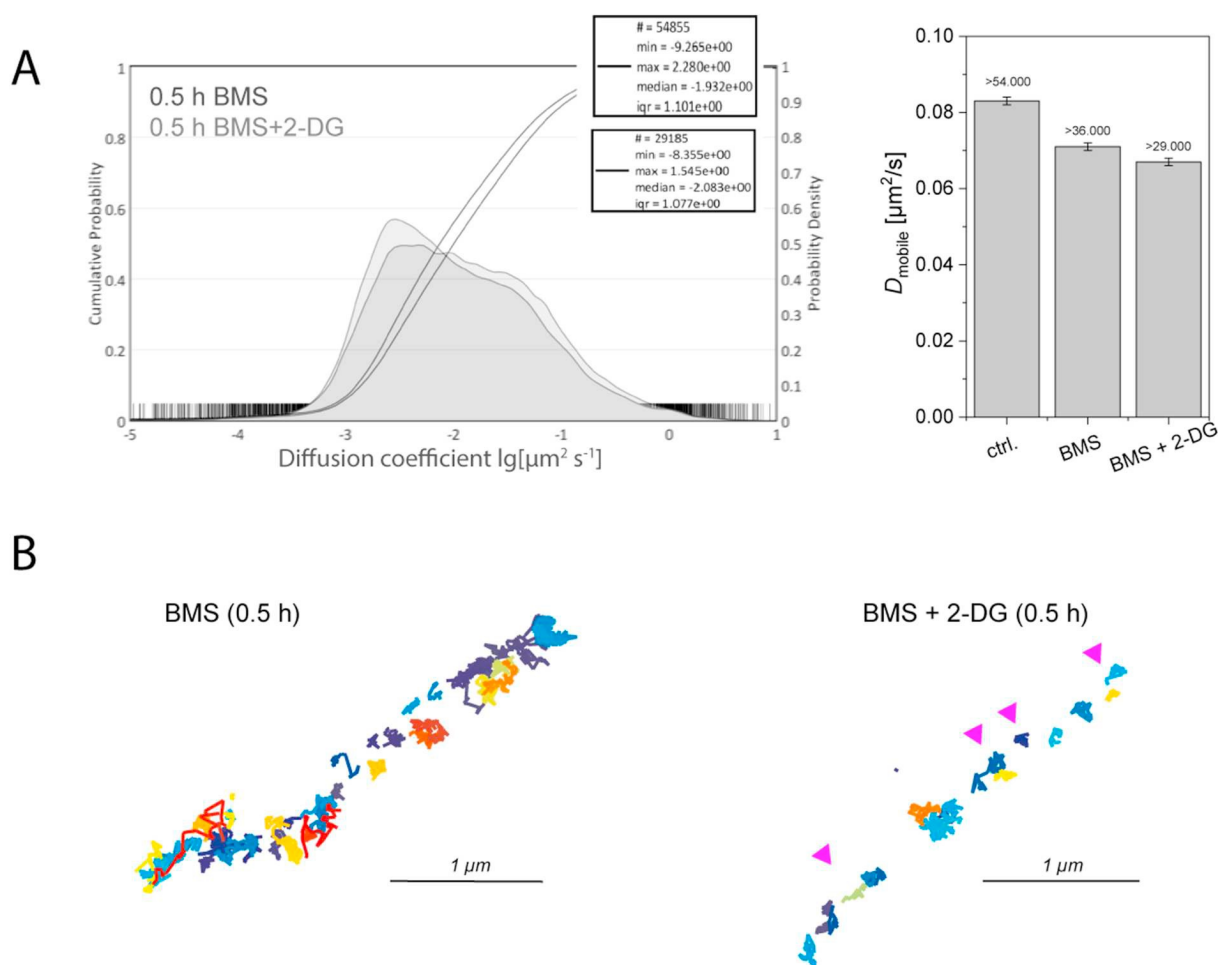 A
0.5 h BMS
0.5 h BMS+2-DG
# = 54855
min = -9.265e+00
max = 2.280e+00
median = -1.932e+00
iqr = 1.101e+00
# = 29185
min = -8.355e+00
max = 1.545e+00
median = -2.083e+00
iqr = 1.077e+00
Cumulative Probability
1
0.8
0.6
0.4
0.2
0
-5
-4
-3
-2
-1
0
1
Diffusion coefficient lg[µm² s⁻¹]
1
0.9
0.8
0.7
0.6
0.5
0.4
0.3
0.2
0.1
0
Probability Density
Dmobile [µm²/s]
0.10
0.08
0.06
0.04
0.02
0.00
>54.000
>36.000
>29.000
ctrl.
BMS
BMS + 2-DG
B
BMS (0.5 h)
1 µm
BMS + 2-DG (0.5 h)
1 µm